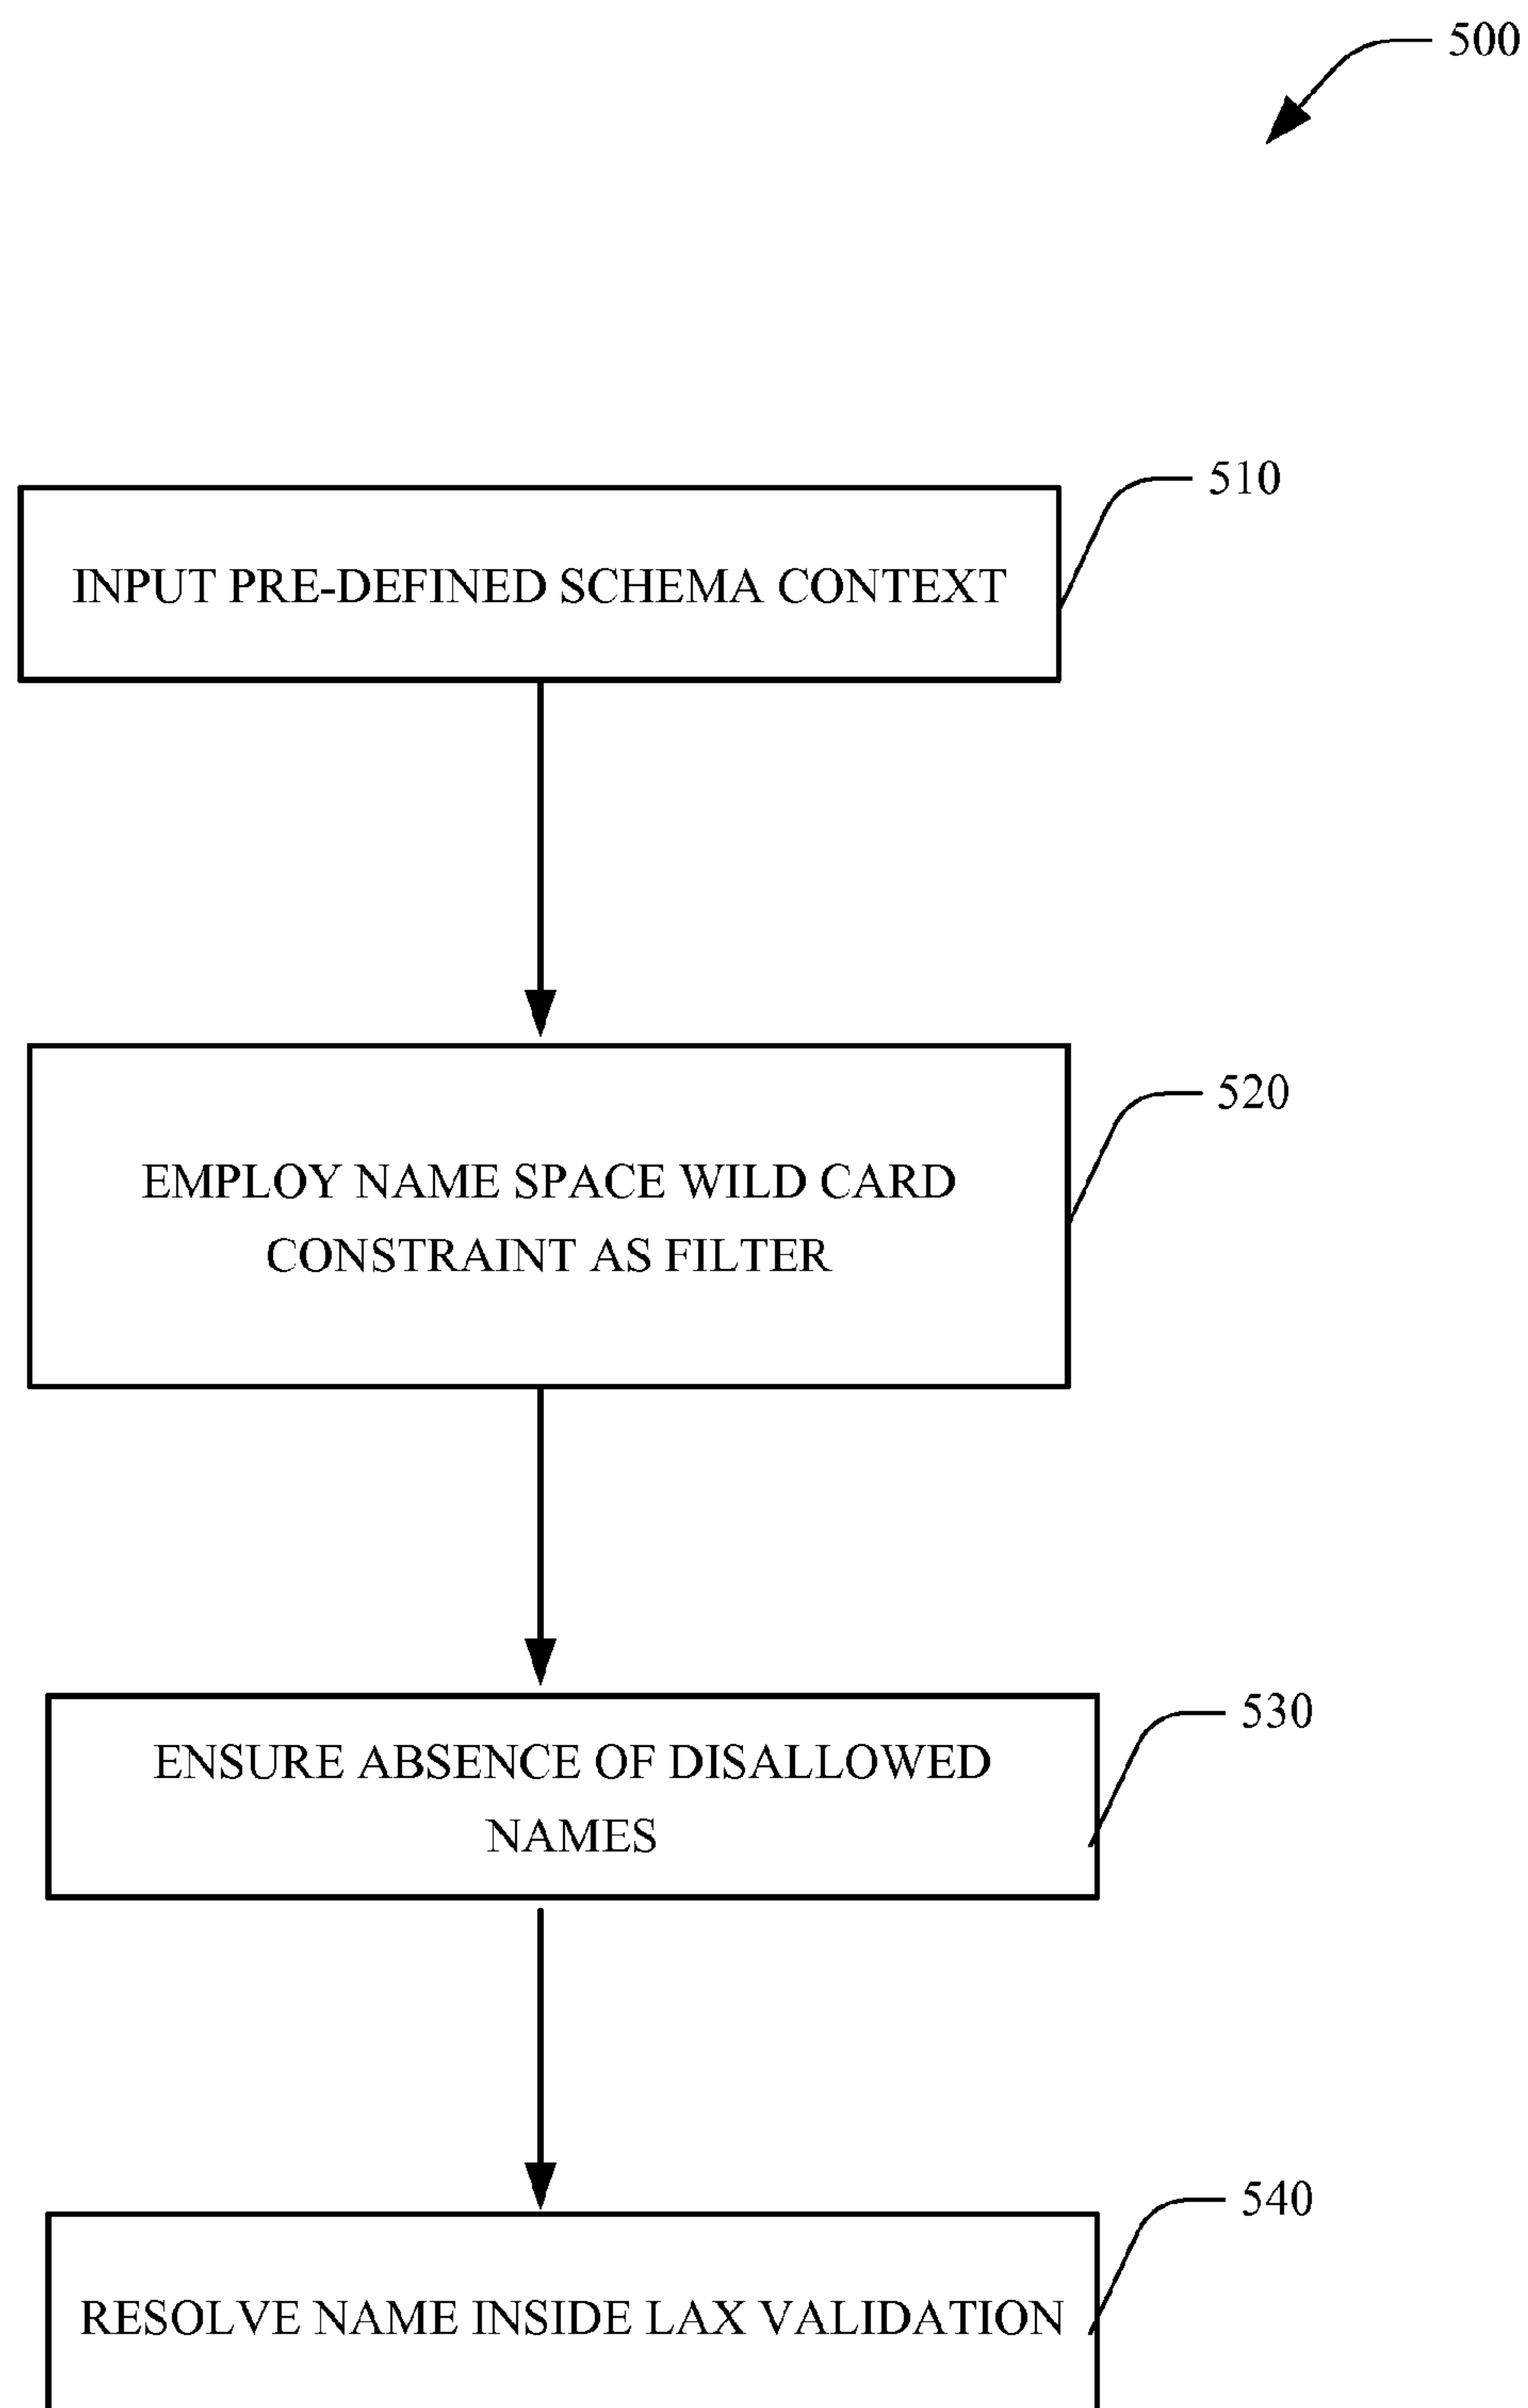 500
510
INPUT PRE-DEFINED SCHEMA CONTEXT
520
EMPLOY NAME SPACE WILD CARD
CONSTRAINT AS FILTER
530
ENSURE ABSENCE OF DISALLOWED
NAMES
540
RESOLVE NAME INSIDE LAX VALIDATION